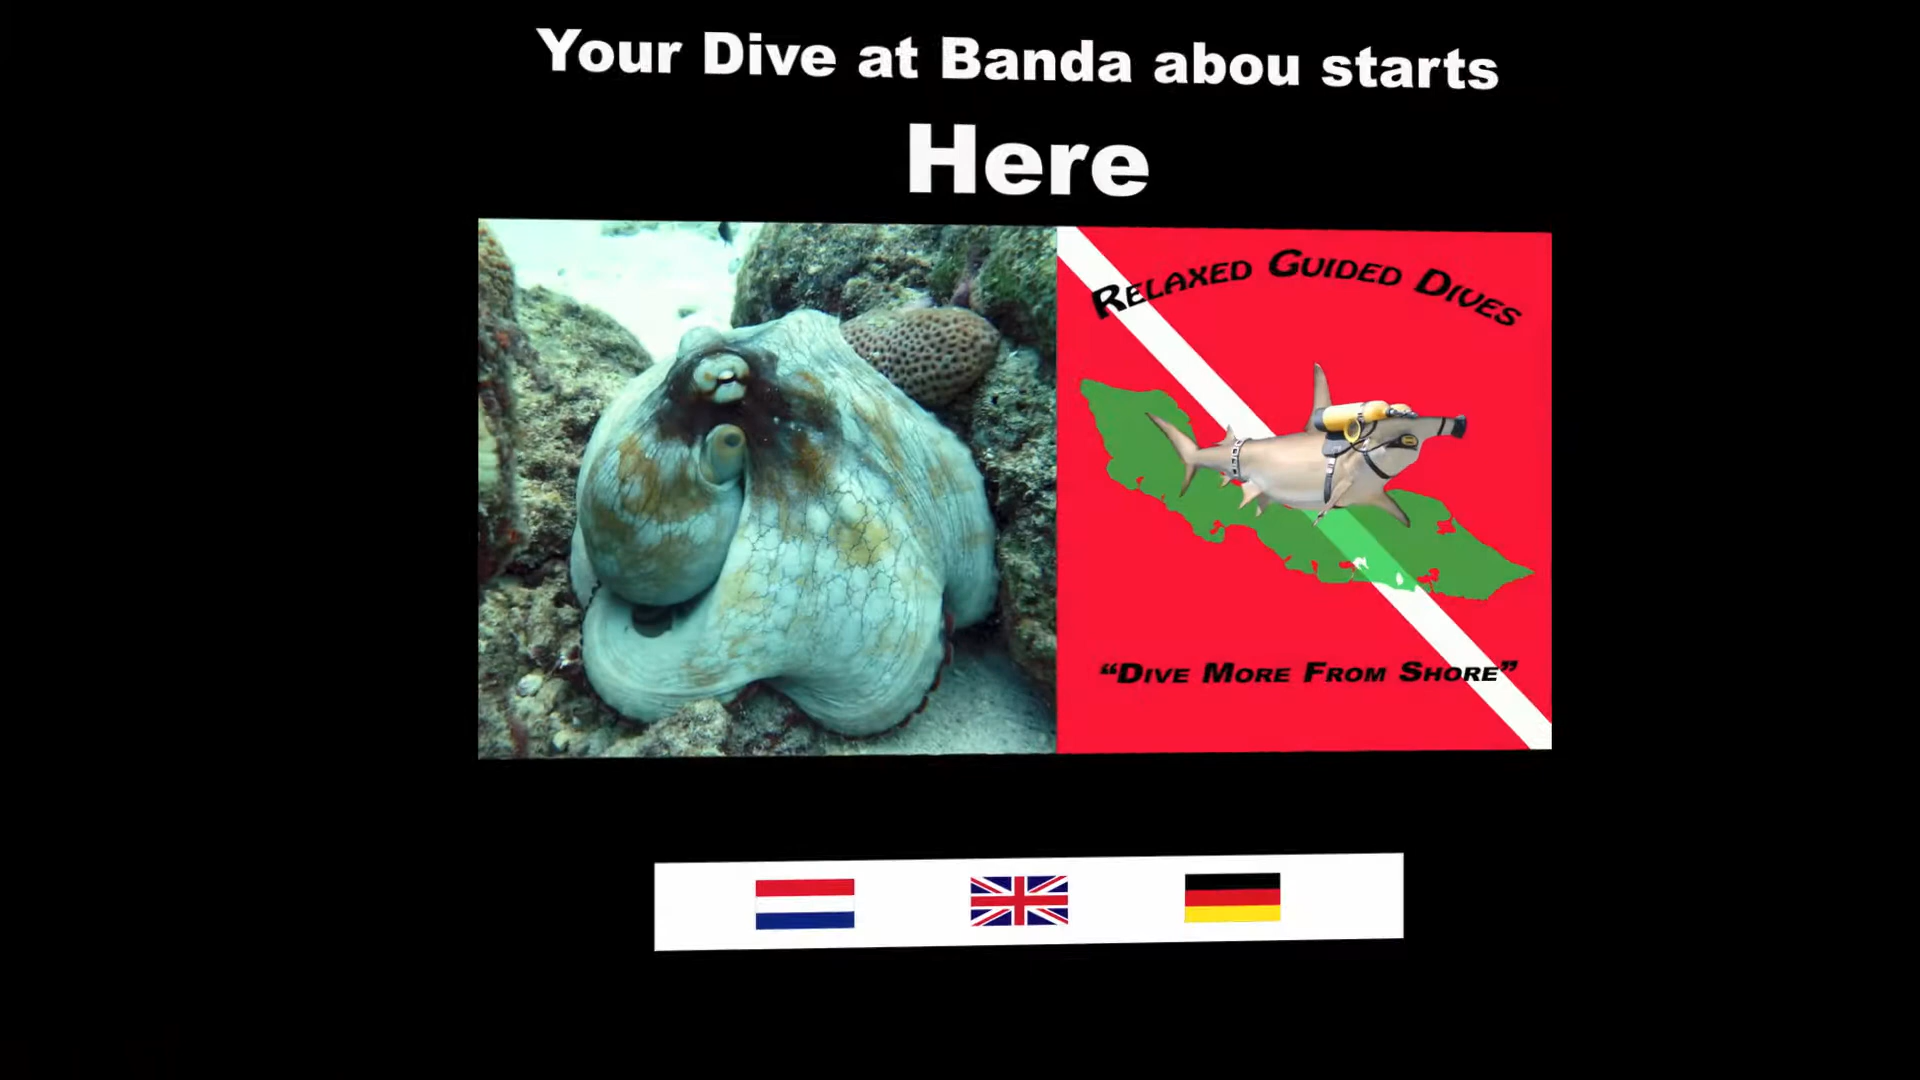 Your Dive at Banda abou starts
Here
Relaxed Guided Dives
“Dive More From Shore”